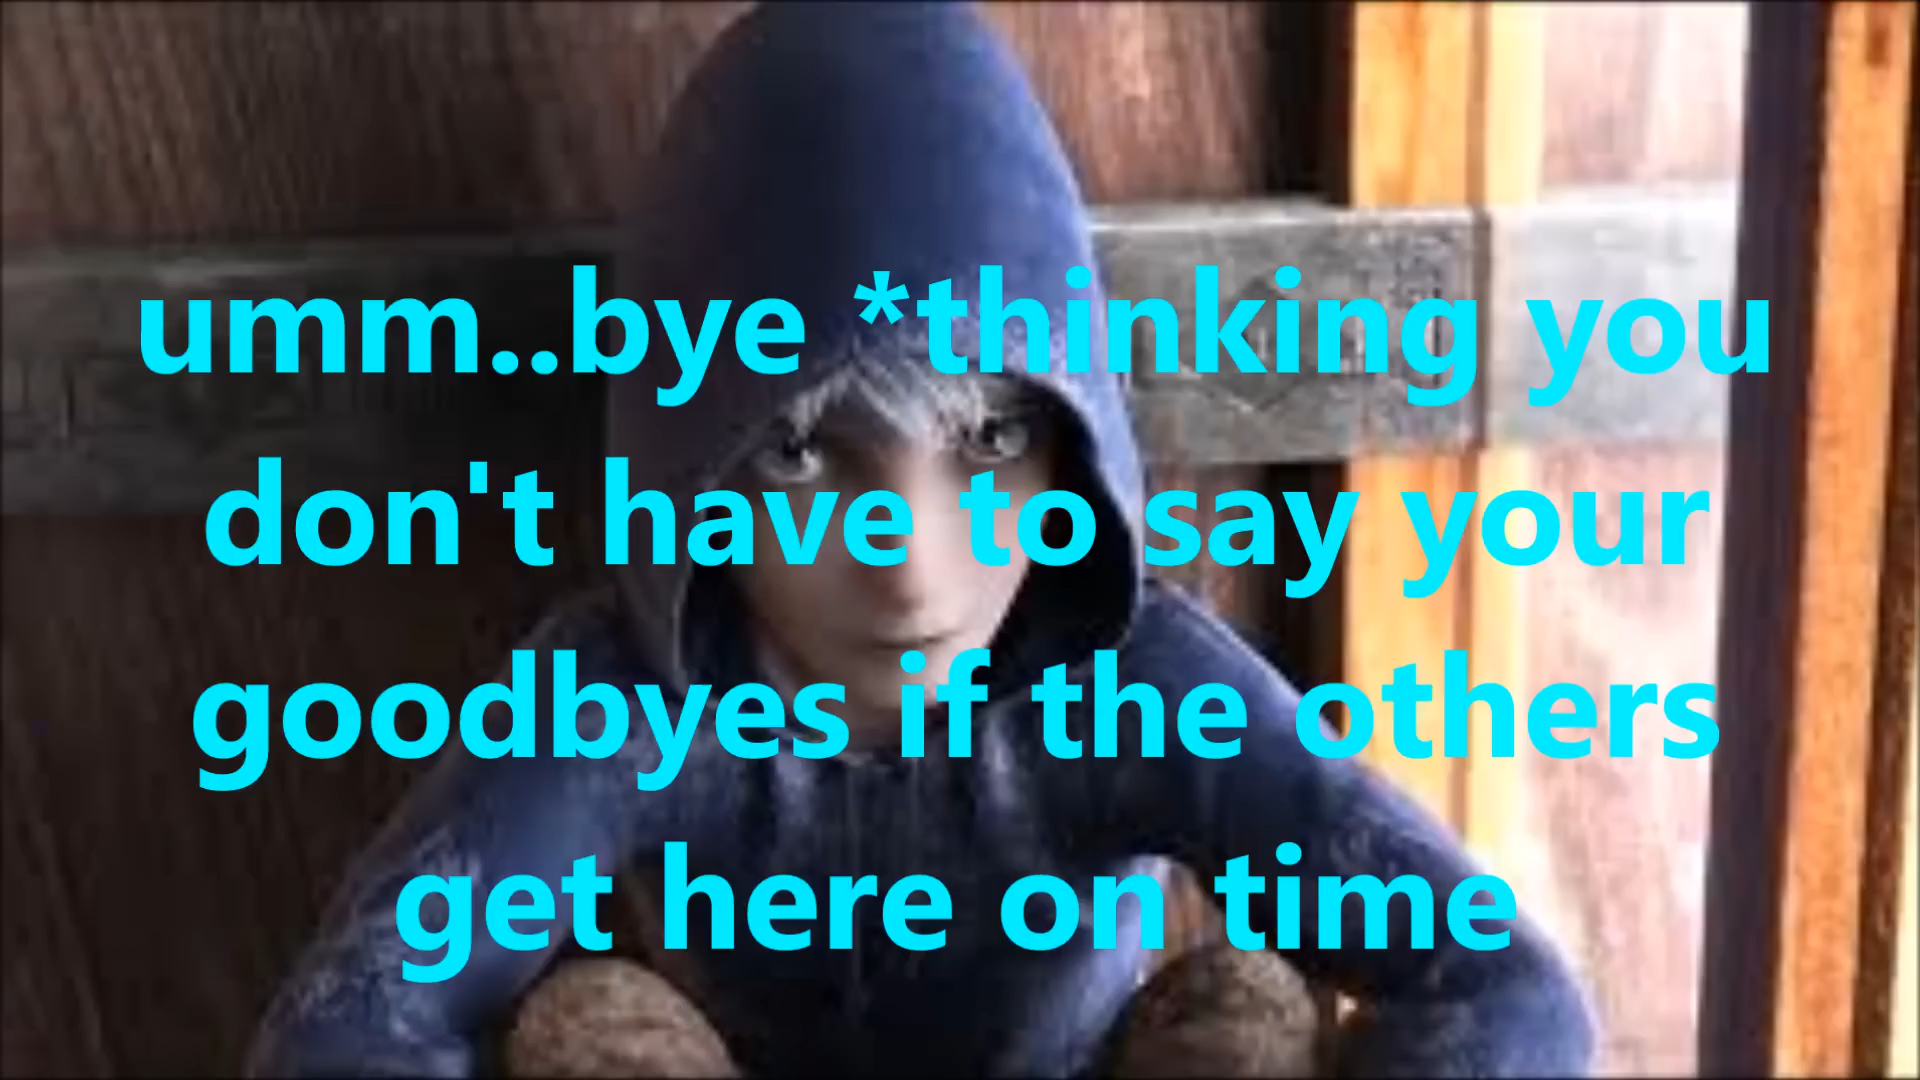 umm..bye *thinking you
don't have to say your
goodbyes if the others
get here on time